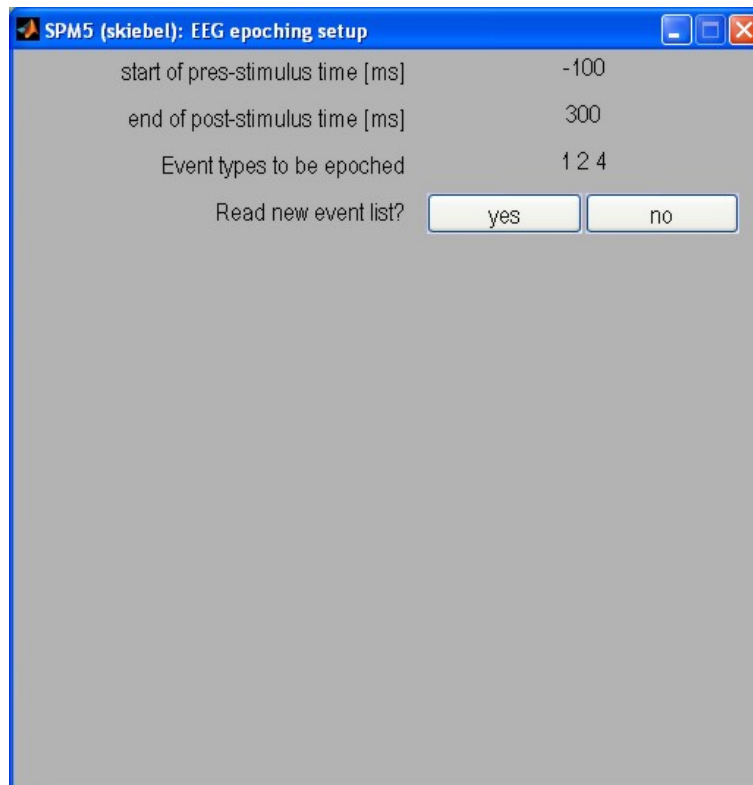 SPM5 (skiebel): EEG epoching setup
start of pres-stimulus time [ms] -100
end of post-stimulus time [ms] 300
Event types to be epoched 1 2 4
Read new event list? yes no